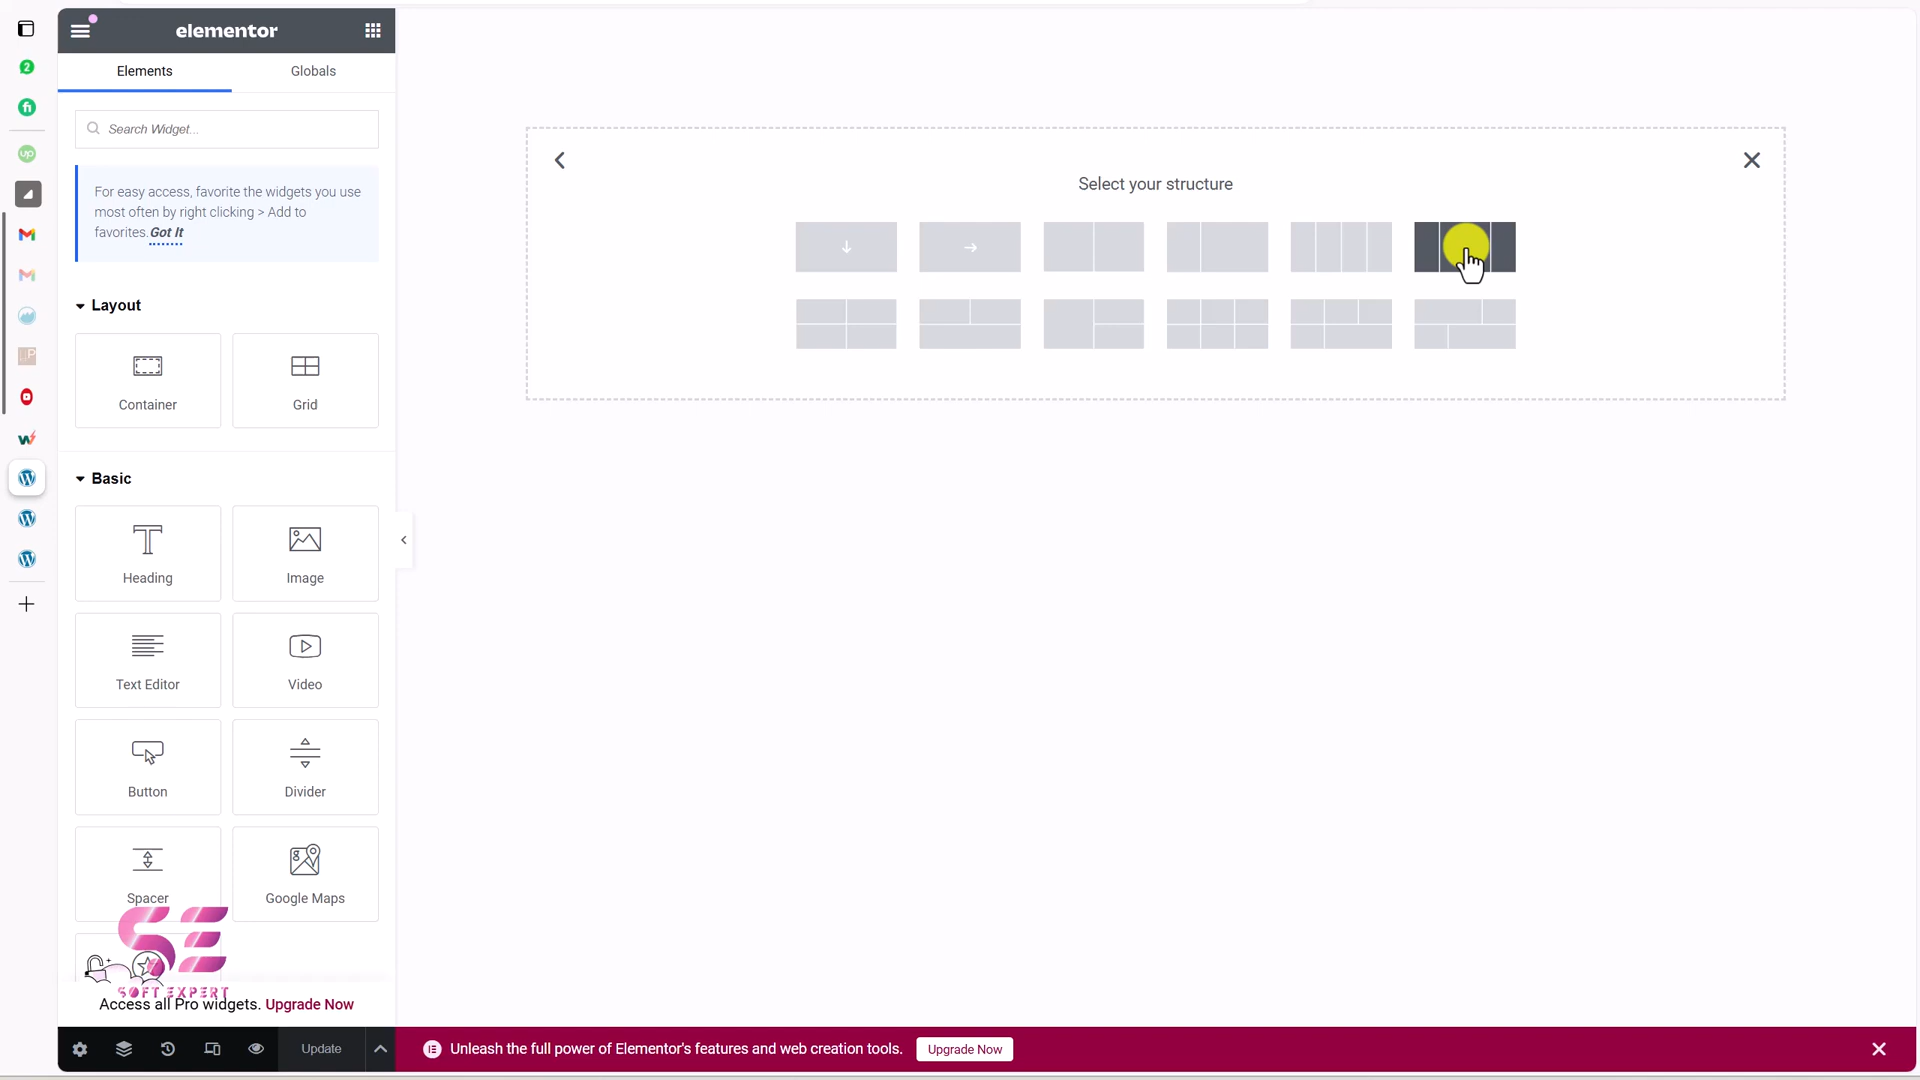 elementor
Elements
Globals
Search Widget...
For easy access, favorite the widgets you use
most often by right clicking > Add to
favorites. Got It
Layout
Container
Grid
Basic
Heading
Image
Text Editor
Video
Button
Divider
Spacer
Google Maps
SE
SOFT EXPERT
Access all Pro widgets. Upgrade Now
Update
Select your structure
Unleash the full power of Elementor's features and web creation tools.
Upgrade Now